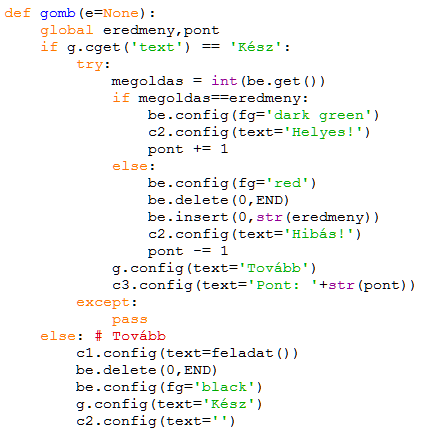 def gomb(e=None):
    global eredmeny,pont
    if g.cget('text') == 'Kész':
        try:
            megoldas = int(be.get())
            if megoldas==eredmeny:
                be.config(fg='dark green')
                c2.config(text='Helyes!')
                pont += 1
            else:
                be.config(fg='red')
                be.delete(0,END)
                be.insert(0,str(eredmeny))
                c2.config(text='Hibás!')
                pont -= 1
            g.config(text='Tovább')
            c3.config(text='Pont: '+str(pont))
        except:
            pass
    else: # Tovább
        c1.config(text=feladat())
        be.delete(0,END)
        be.config(fg='black')
        g.config(text='Kész')
        c2.config(text='')